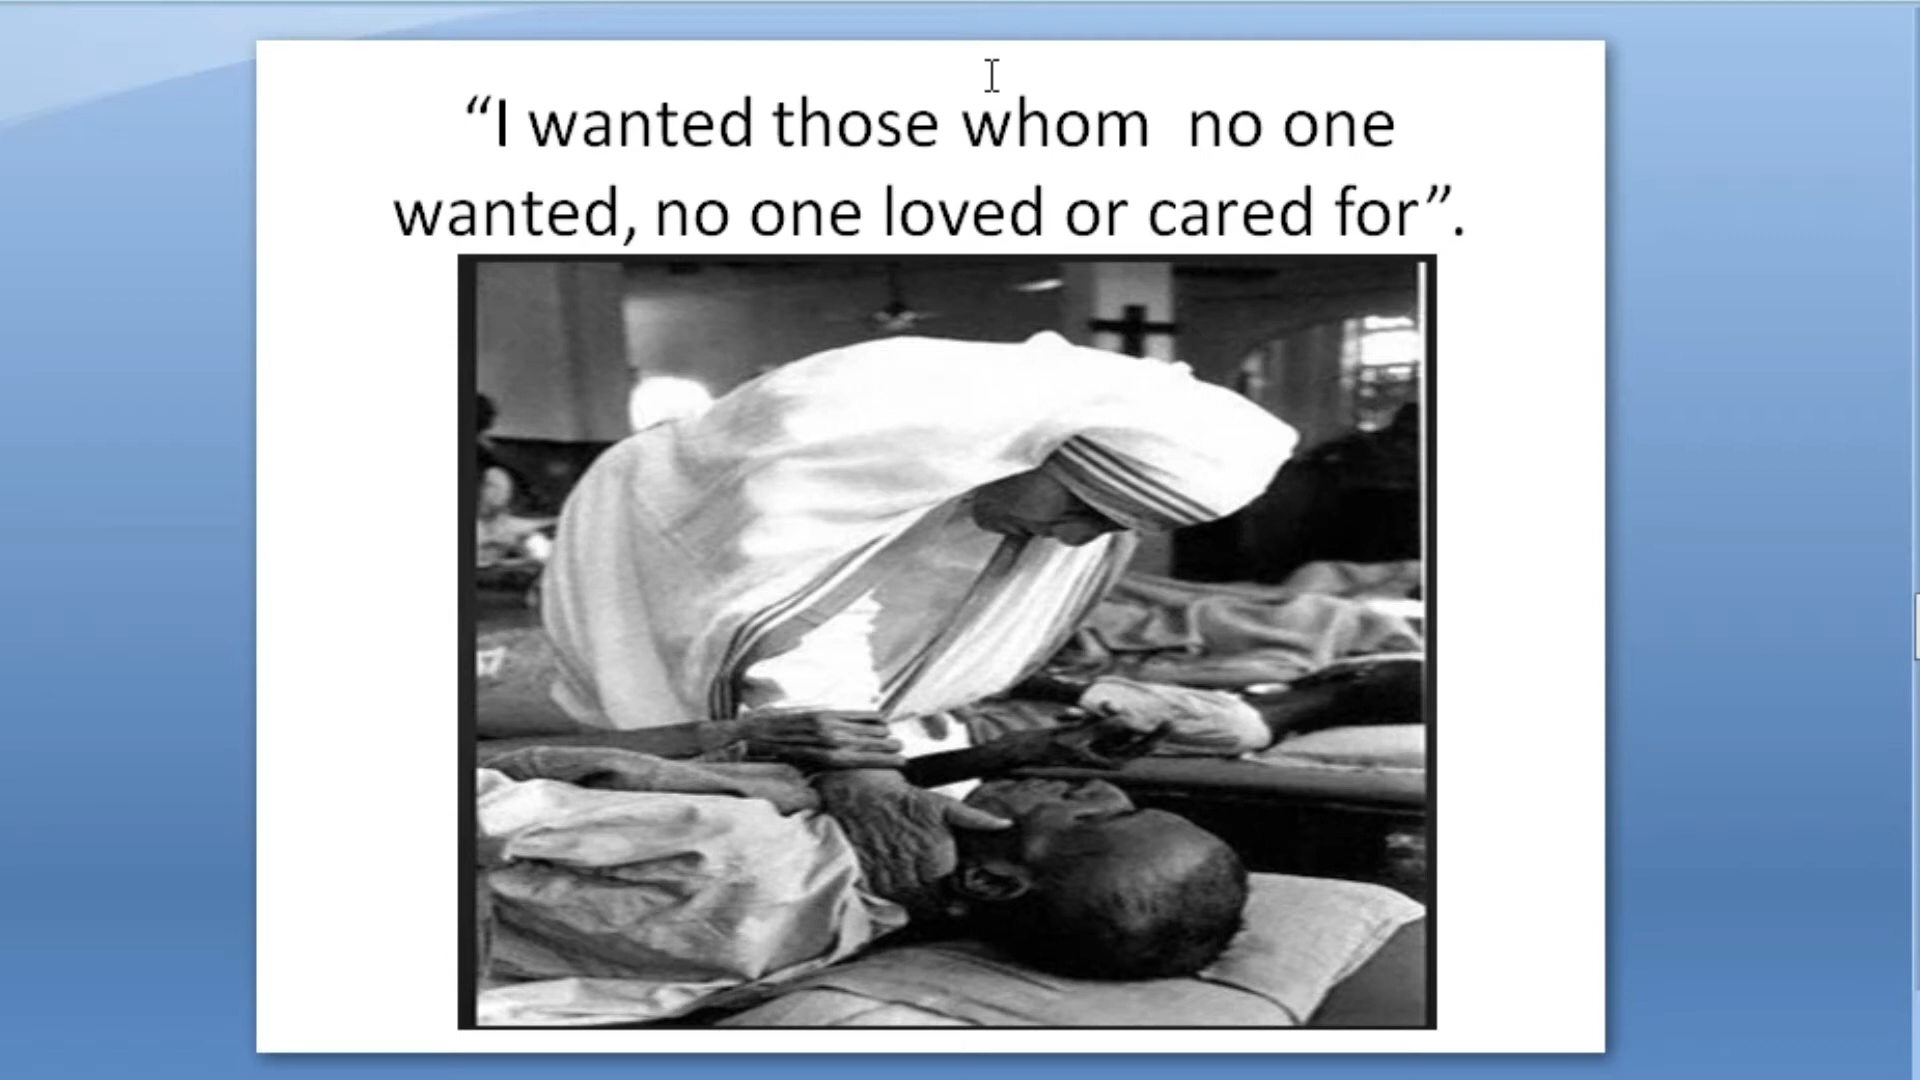 “I wanted those whom  no one
wanted, no one loved or cared for”.